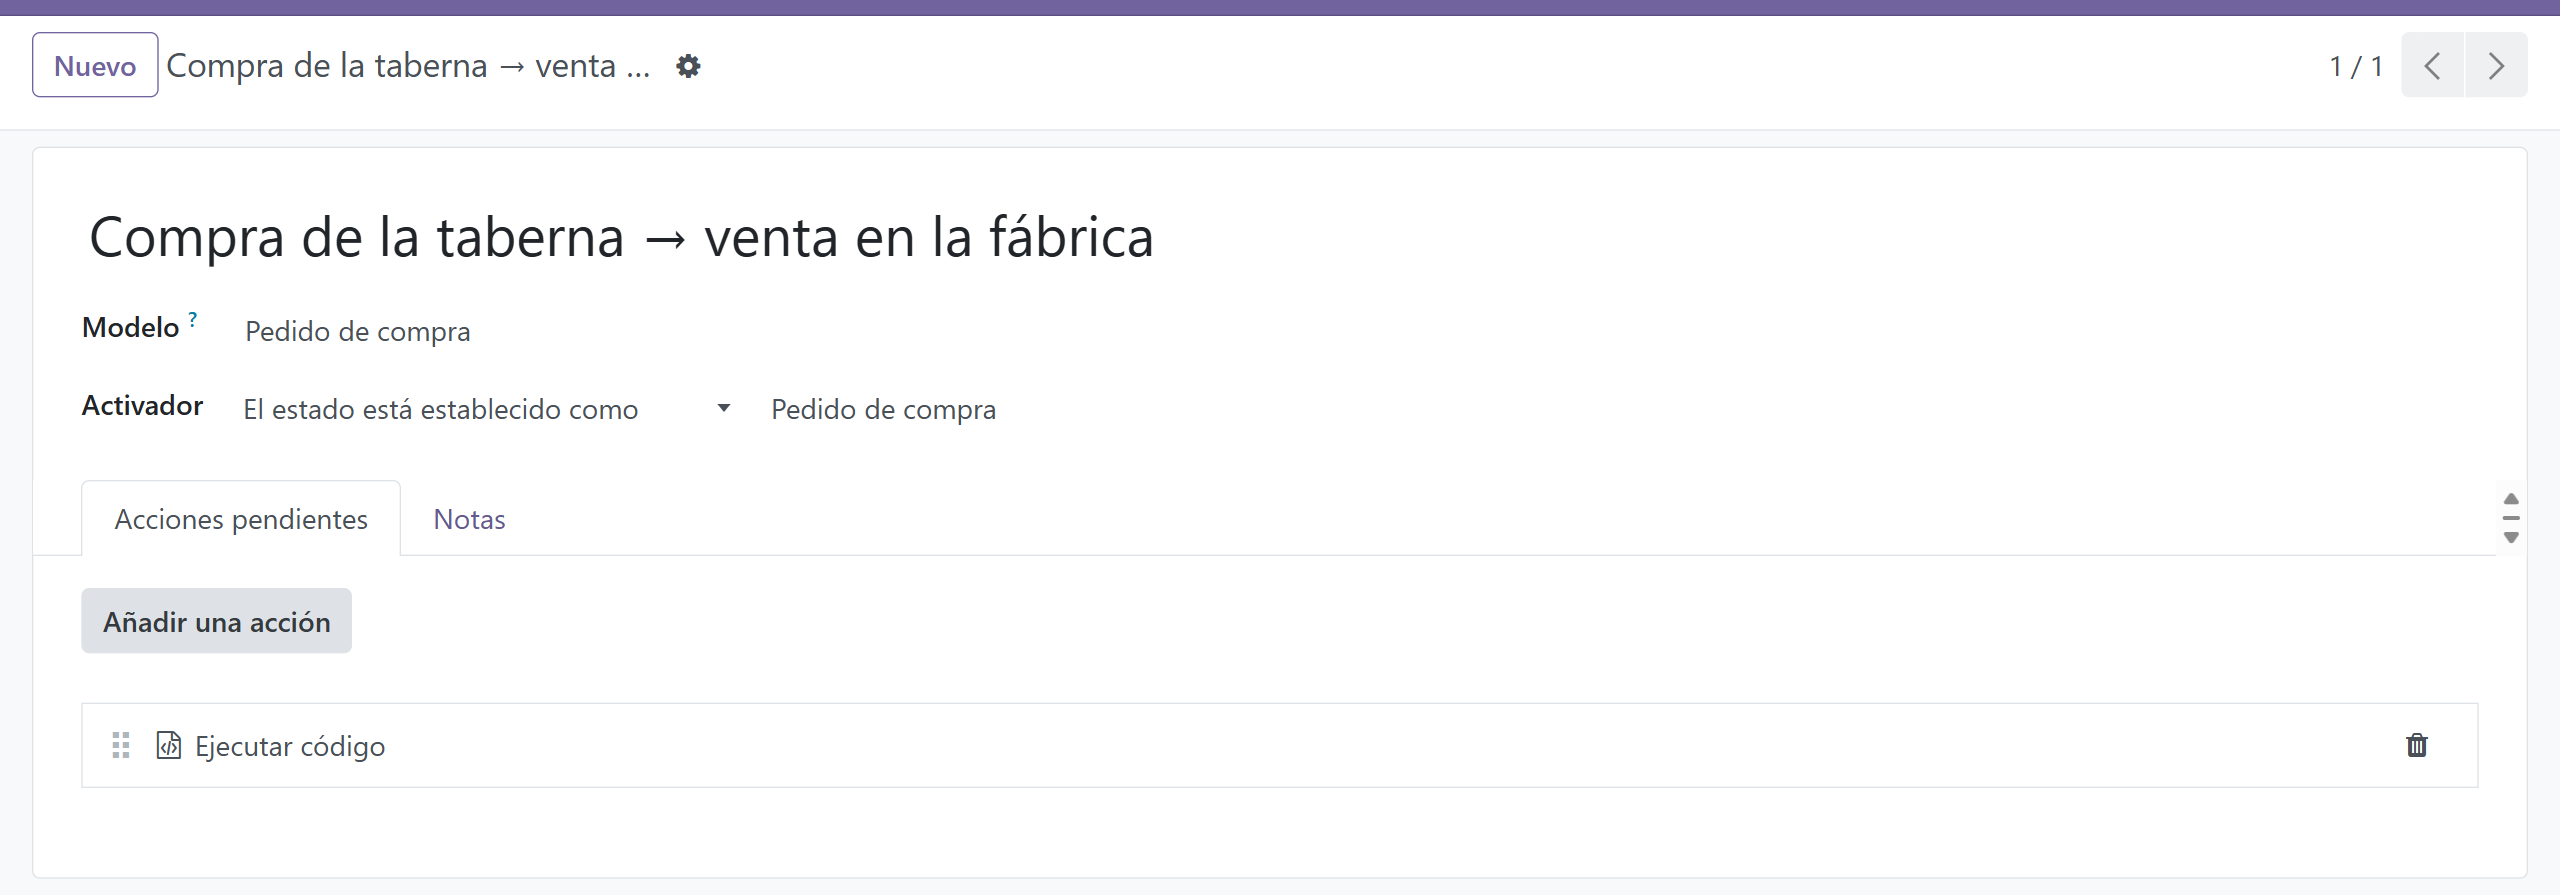 Nuevo Compra de la taberna → venta ... 1 / 1
Compra de la taberna → venta en la fábrica
Modelo ? Pedido de compra
Activador El estado está establecido como Pedido de compra
Acciones pendientes Notas
Añadir una acción
Ejecutar código